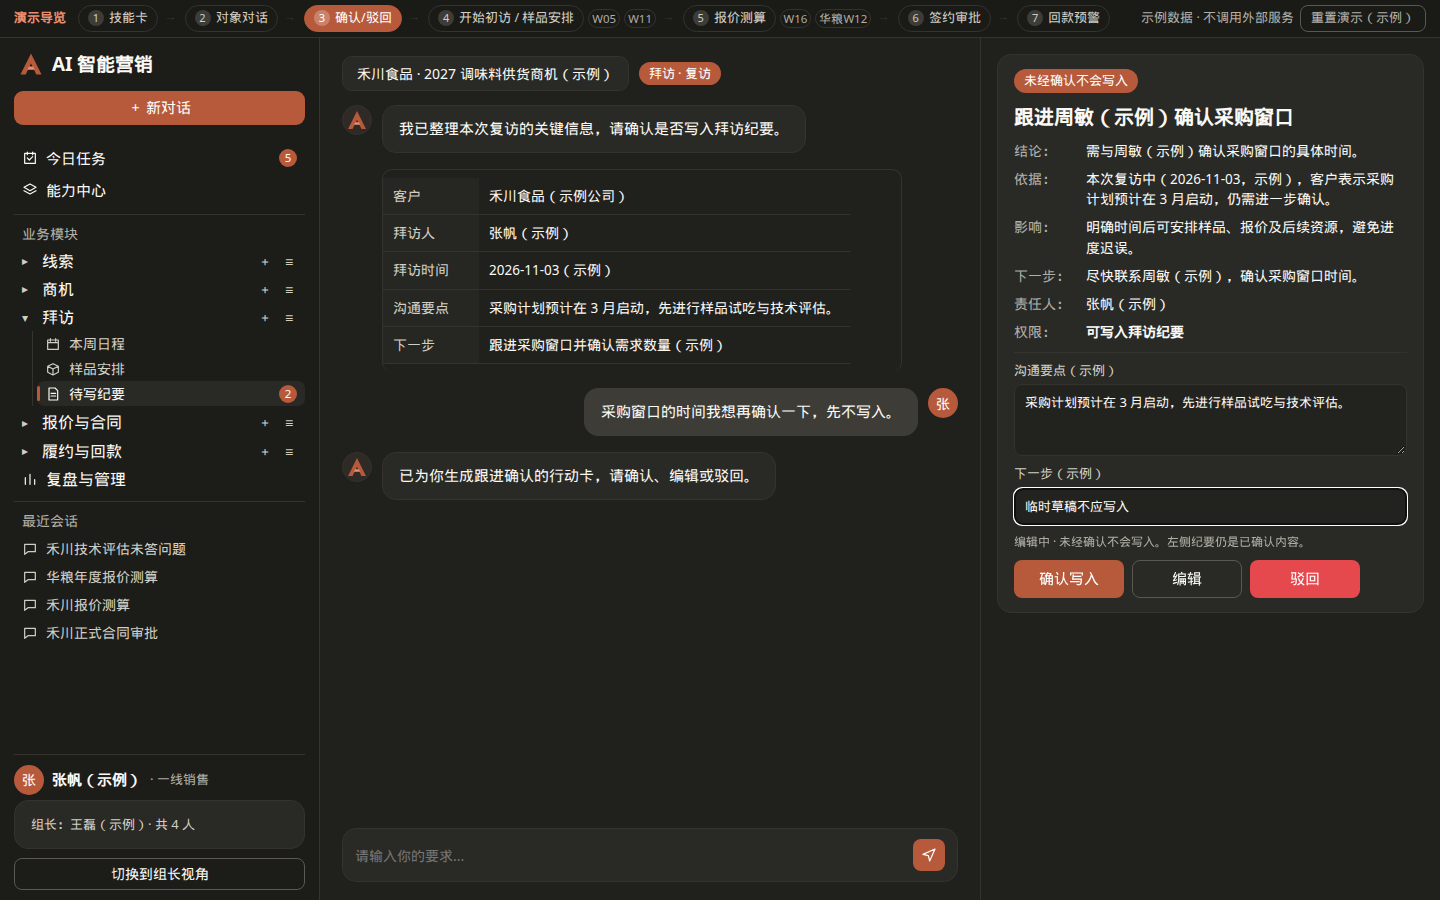 演示导览 1 技能卡 → 2 对象对话 → 3 确认/驳回 → 4 开始初访 / 样品安排 W05 W11 → 5 报价测算 W16 华粮W12 → 6 签约审批 → 7 回款预警 示例数据 · 不调用外部服务 重置演示（示例）
AI 智能营销
+ 新对话
今日任务 5
能力中心
业务模块
▸ 线索 + ≡
▸ 商机 + ≡
▾ 拜访 + ≡
本周日程
样品安排
待写纪要 2
▸ 报价与合同 + ≡
▸ 履约与回款 + ≡
复盘与管理
最近会话
禾川技术评估未答问题
华粮年度报价测算
禾川报价测算
禾川正式合同审批
张 张帆（示例） · 一线销售
组长：王磊（示例）· 共 4 人
切换到组长视角
禾川食品 · 2027 调味料供货商机（示例） 拜访 · 复访
我已整理本次复访的关键信息，请确认是否写入拜访纪要。
客户 禾川食品（示例公司）
拜访人 张帆（示例）
拜访时间 2026-11-03（示例）
沟通要点 采购计划预计在 3 月启动，先进行样品试吃与技术评估。
下一步 跟进采购窗口并确认需求数量（示例）
采购窗口的时间我想再确认一下，先不写入。 张
已为你生成跟进确认的行动卡，请确认、编辑或驳回。
请输入你的要求...
未经确认不会写入
跟进周敏（示例）确认采购窗口
结论： 需与周敏（示例）确认采购窗口的具体时间。
依据： 本次复访中（2026-11-03，示例），客户表示采购
计划预计在 3 月启动，仍需进一步确认。
影响： 明确时间后可安排样品、报价及后续资源，避免进
度迟误。
下一步： 尽快联系周敏（示例），确认采购窗口时间。
责任人： 张帆（示例）
权限： 可写入拜访纪要
沟通要点（示例）
采购计划预计在 3 月启动，先进行样品试吃与技术评估。
下一步（示例）
临时草稿不应写入
编辑中 · 未经确认不会写入。左侧纪要仍是已确认内容。
确认写入 编辑 驳回